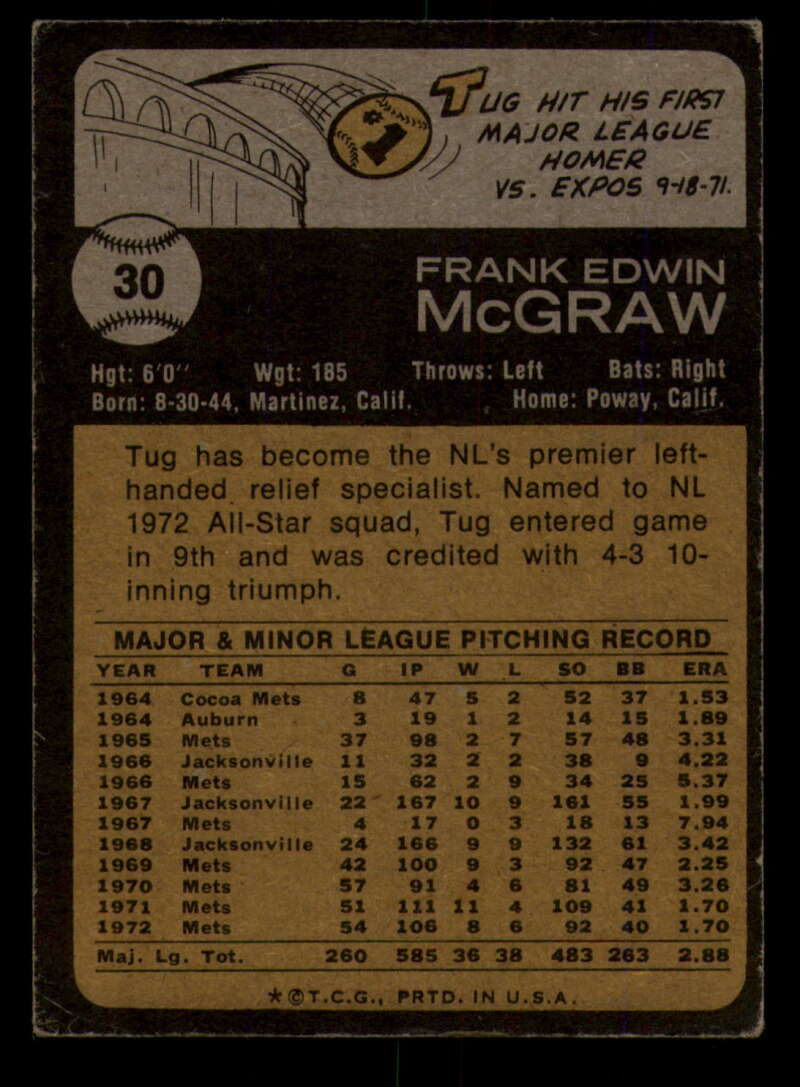 TUG HIT HIS FIRST
MAJOR LEAGUE
HOMER
VS. EXPOS 9-18-71.
30
FRANK EDWIN
McGRAW
Hgt: 6'0" Wgt: 185 Throws: Left Bats: Right
Born: 8-30-44, Martinez, Calif. Home: Poway, Calif.
Tug has become the NL's premier left-
handed relief specialist. Named to NL
1972 All-Star squad, Tug entered game
in 9th and was credited with 4-3 10-
inning triumph.
MAJOR & MINOR LEAGUE PITCHING RECORD
YEAR TEAM G IP W L SO BB ERA
1964 Cocoa Mets 8 47 5 2 52 37 1.53
1964 Auburn 3 19 1 2 14 15 1.89
1965 Mets 37 98 2 7 57 48 3.31
1966 Jacksonville 11 32 2 2 38 9 4.22
1966 Mets 15 62 2 9 34 25 5.37
1967 Jacksonville 22 167 10 9 161 55 1.99
1967 Mets 4 17 0 3 18 13 7.94
1968 Jacksonville 24 166 9 9 132 61 3.42
1969 Mets 42 100 9 3 92 47 2.25
1970 Mets 57 91 4 6 81 49 3.26
1971 Mets 51 111 11 4 109 41 1.70
1972 Mets 54 106 8 6 92 40 1.70
Maj. Lg. Tot. 260 585 36 38 483 263 2.88
*©T.C.G., PRTD. IN U.S.A.